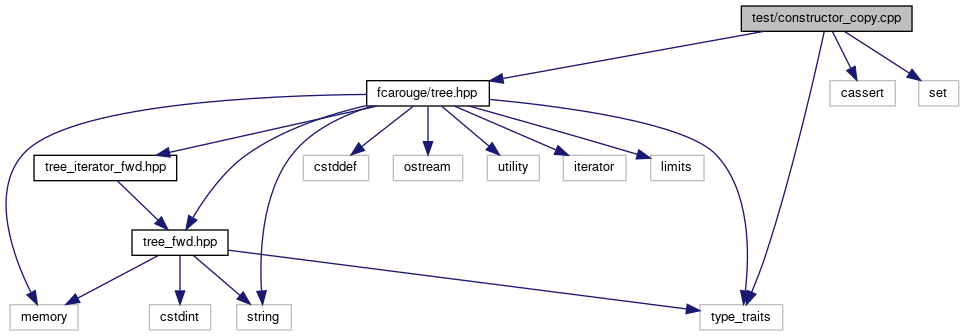 test/constructor_copy.cpp
fcarouge/tree.hpp
cassert
set
tree_iterator_fwd.hpp
cstddef
ostream
utility
iterator
limits
tree_fwd.hpp
memory
cstdint
string
type_traits